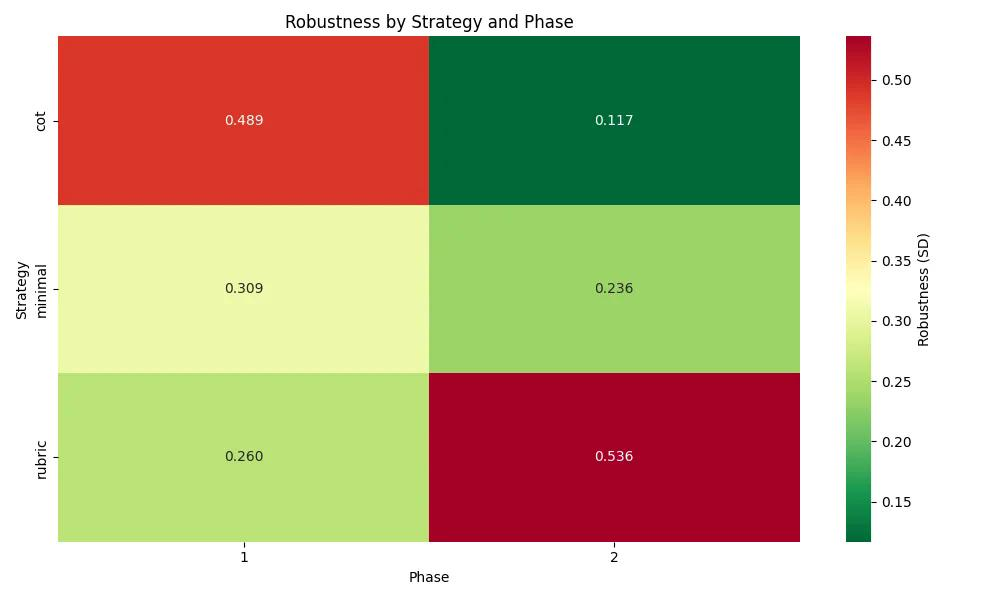 Robustness by Strategy and Phase
Strategy
cot
0.489
0.117
minimal
0.309
0.236
rubric
0.260
0.536
1
2
Phase
0.50
0.45
0.40
0.35
0.30
0.25
0.20
0.15
Robustness (SD)